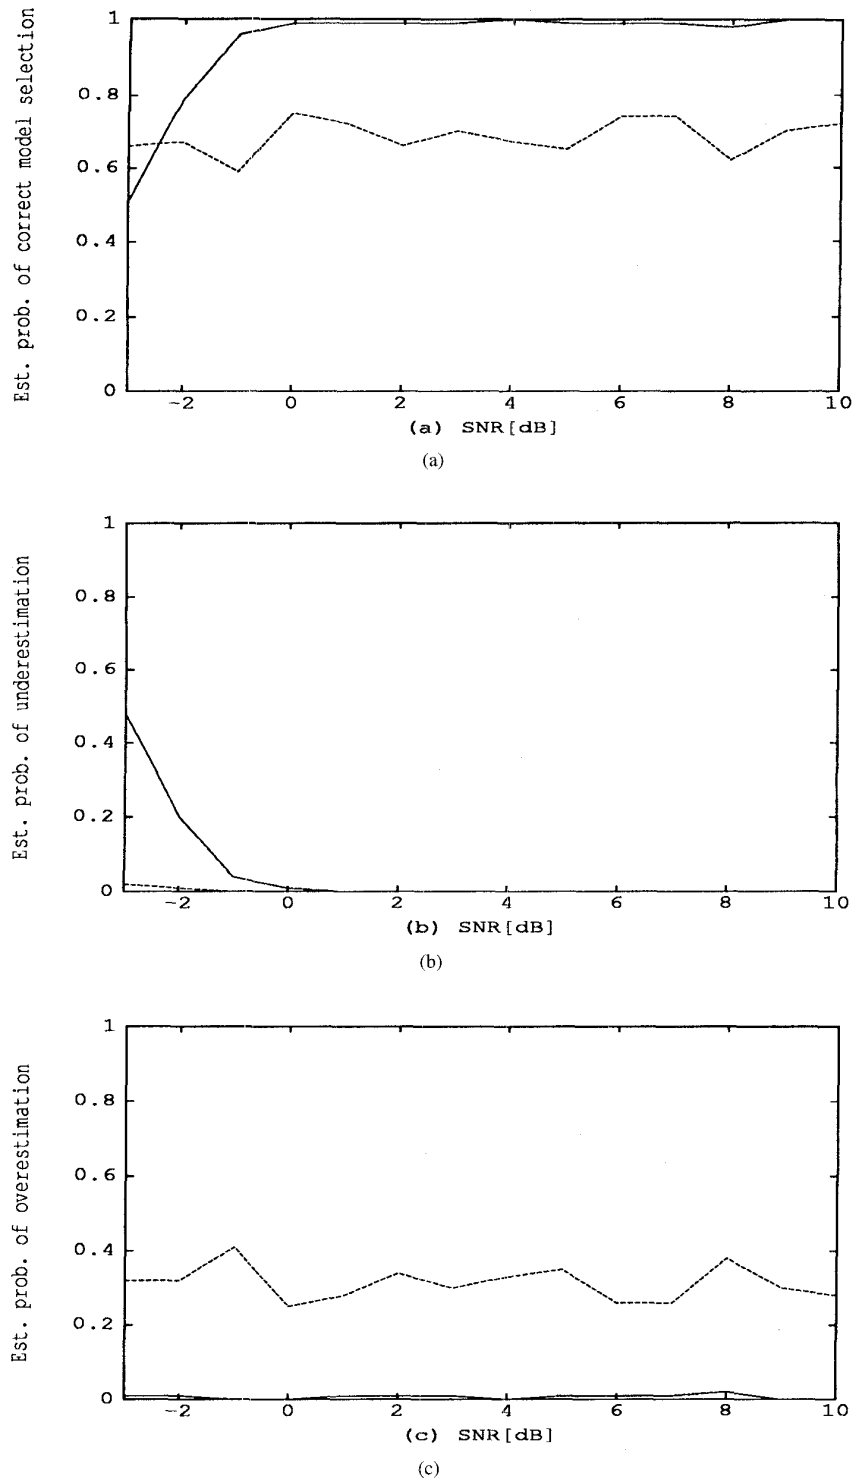 Est. prob. of correct model selection
1
0.8
0.6
0.4
0.2
0
-2 0 2 4 6 8 10
(a) SNR[dB]
(a)
Est. prob. of underestimation
1
0.8
0.6
0.4
0.2
0
-2 0 2 4 6 8 10
(b) SNR[dB]
(b)
Est. prob. of overestimation
1
0.8
0.6
0.4
0.2
0
-2 0 2 4 6 8 10
(c) SNR[dB]
(c)